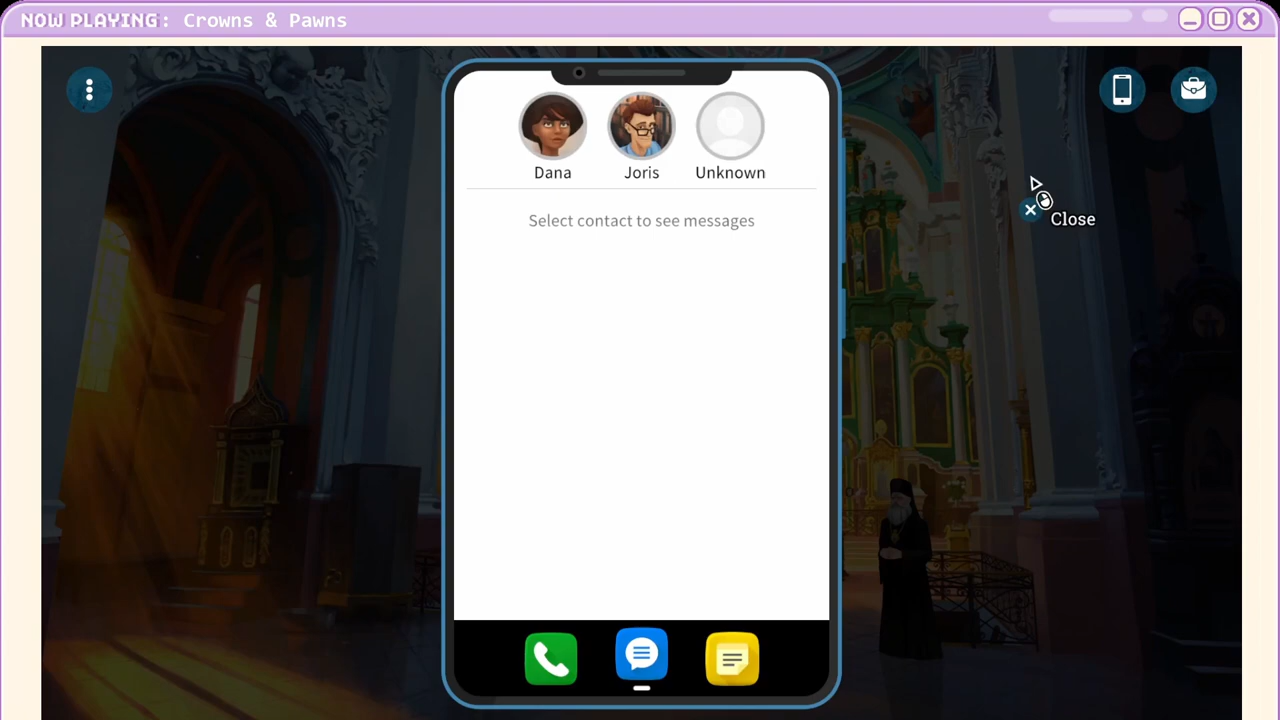 NOW PLAYING: Crowns & Pawns
Dana
Joris
Unknown
Select contact to see messages
Close